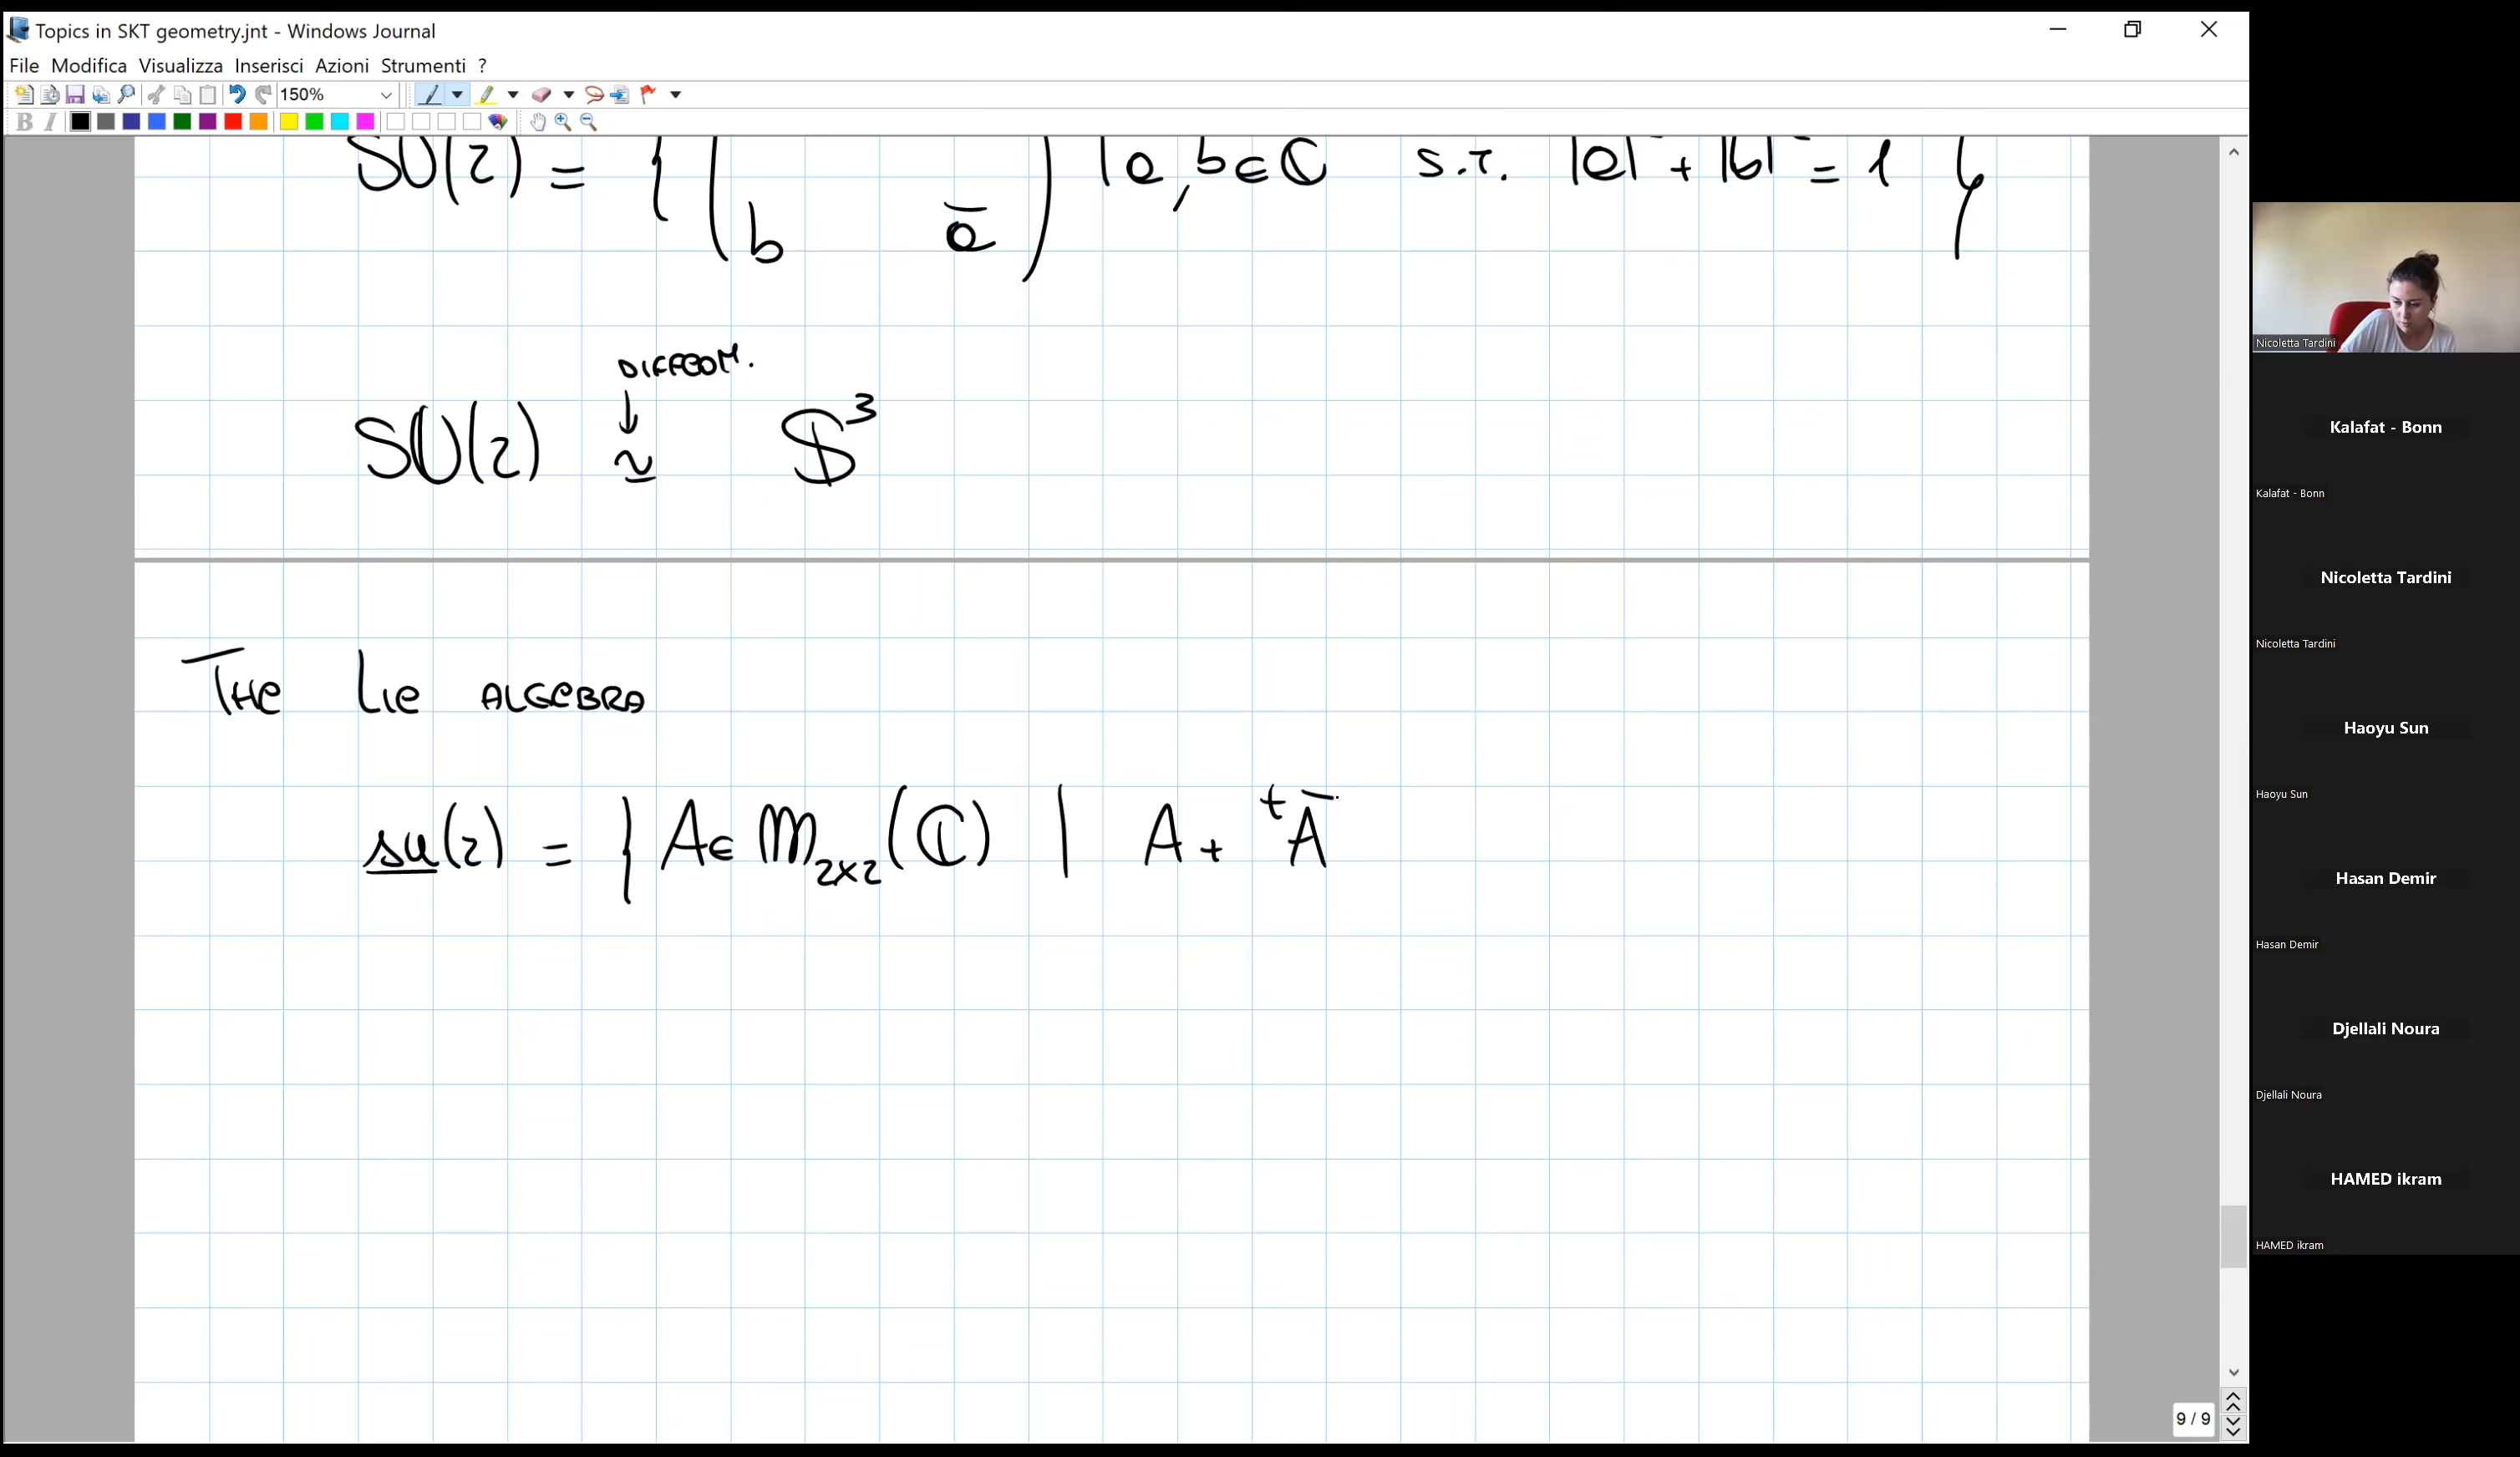 Topics in SKT geometry.jnt - Windows Journal
File Modifica Visualizza Inserisci Azioni Strumenti ?
150%
B I
SU(2) = { ( b ā ) | a, b ∈ ℂ s.t. |a| + |b| = 1 }
DIFFEOM.
↓
SU(2) ≃ S³
THE LIE ALGEBRA
su(2) = { A ∈ M₂ₓ₂(ℂ) | A + ᵗĀ
9 / 9
Nicoletta Tardini
Kalafat - Bonn
Kalafat - Bonn
Nicoletta Tardini
Nicoletta Tardini
Haoyu Sun
Haoyu Sun
Hasan Demir
Hasan Demir
Djellali Noura
Djellali Noura
HAMED ikram
HAMED ikram